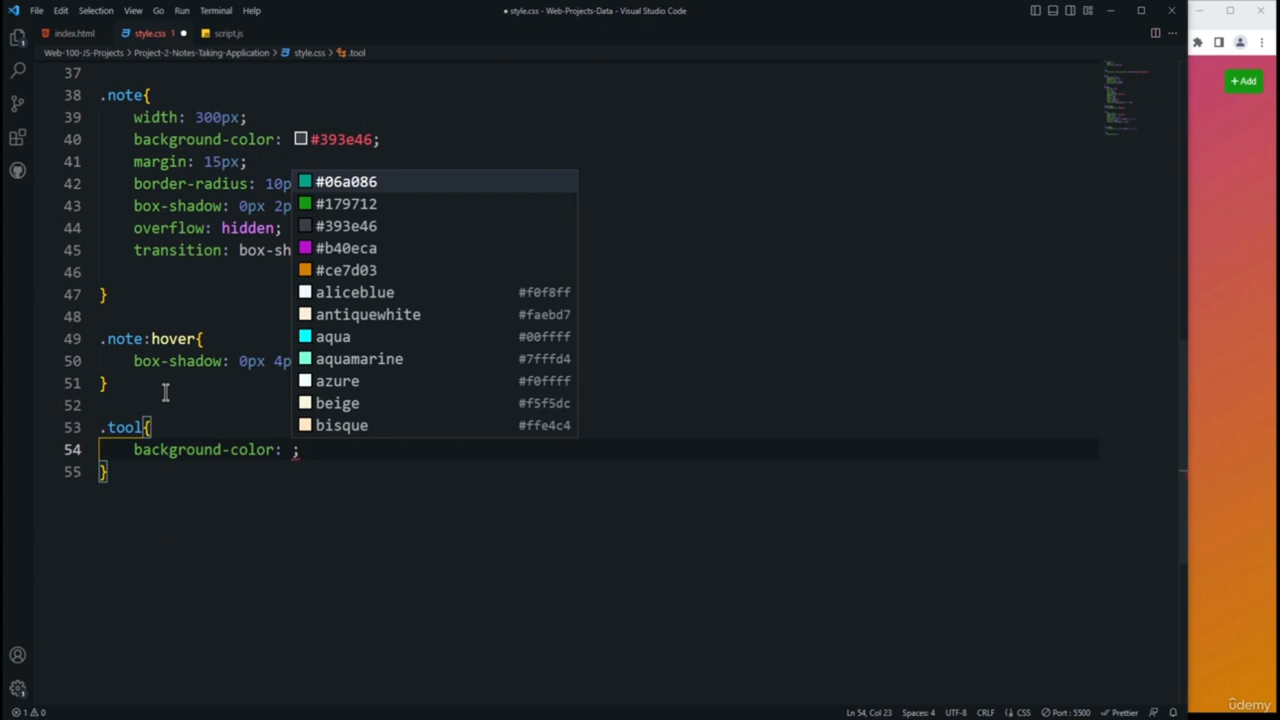 File Edit Selection View Go Run Terminal Help
● style.css - Web-Projects-Data - Visual Studio Code
index.html
style.css 1
script.js
Web-100-JS-Projects > Project-2-Notes-Taking-Application > style.css > .tool
37
38 .note{
39 width: 300px;
40 background-color: #393e46;
41 margin: 15px;
42 border-radius: 10p
43 box-shadow: 0px 2p
44 overflow: hidden;
45 transition: box-sh
46
47 }
48
49 .note:hover{
50 box-shadow: 0px 4p
51 }
52
53 .tool{
54 background-color: ;
55 }
#06a086
#179712
#393e46
#b40eca
#ce7d03
aliceblue #f0f8ff
antiquewhite #faebd7
aqua #00ffff
aquamarine #7fffd4
azure #f0ffff
beige #f5f5dc
bisque #ffe4c4
+ Add
1 0
Ln 54, Col 23 Spaces: 4 UTF-8 CRLF CSS Port : 5500 Prettier
udemy